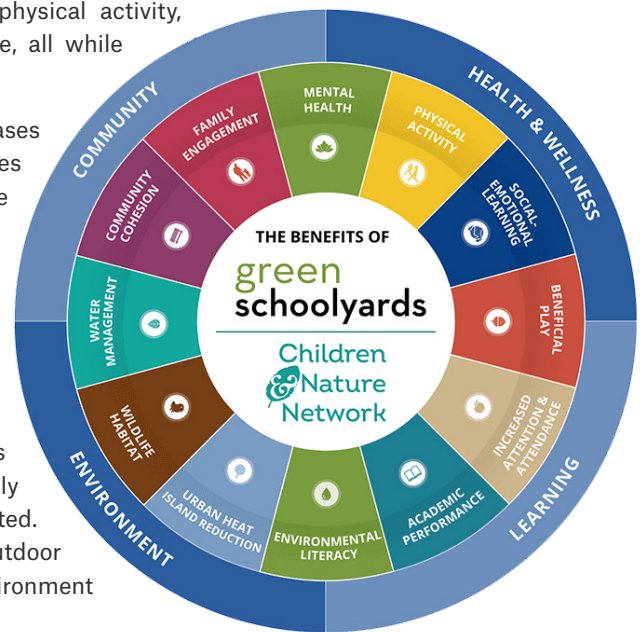 physical activity,
e, all while
ases
es
e
s
ly
ted.
utdoor
ironment
COMMUNITY
HEALTH & WELLNESS
LEARNING
ENVIRONMENT
MENTAL
HEALTH
PHYSICAL
ACTIVITY
SOCIAL-
EMOTIONAL
LEARNING
BENEFICIAL
PLAY
INCREASED
ATTENTION &
ATTENDANCE
ACADEMIC
PERFORMANCE
ENVIRONMENTAL
LITERACY
URBAN HEAT
ISLAND REDUCTION
WILDLIFE
HABITAT
WATER
MANAGEMENT
COMMUNITY
COHESION
FAMILY
ENGAGEMENT
THE BENEFITS OF
green
schoolyards
Children
&Nature
Network